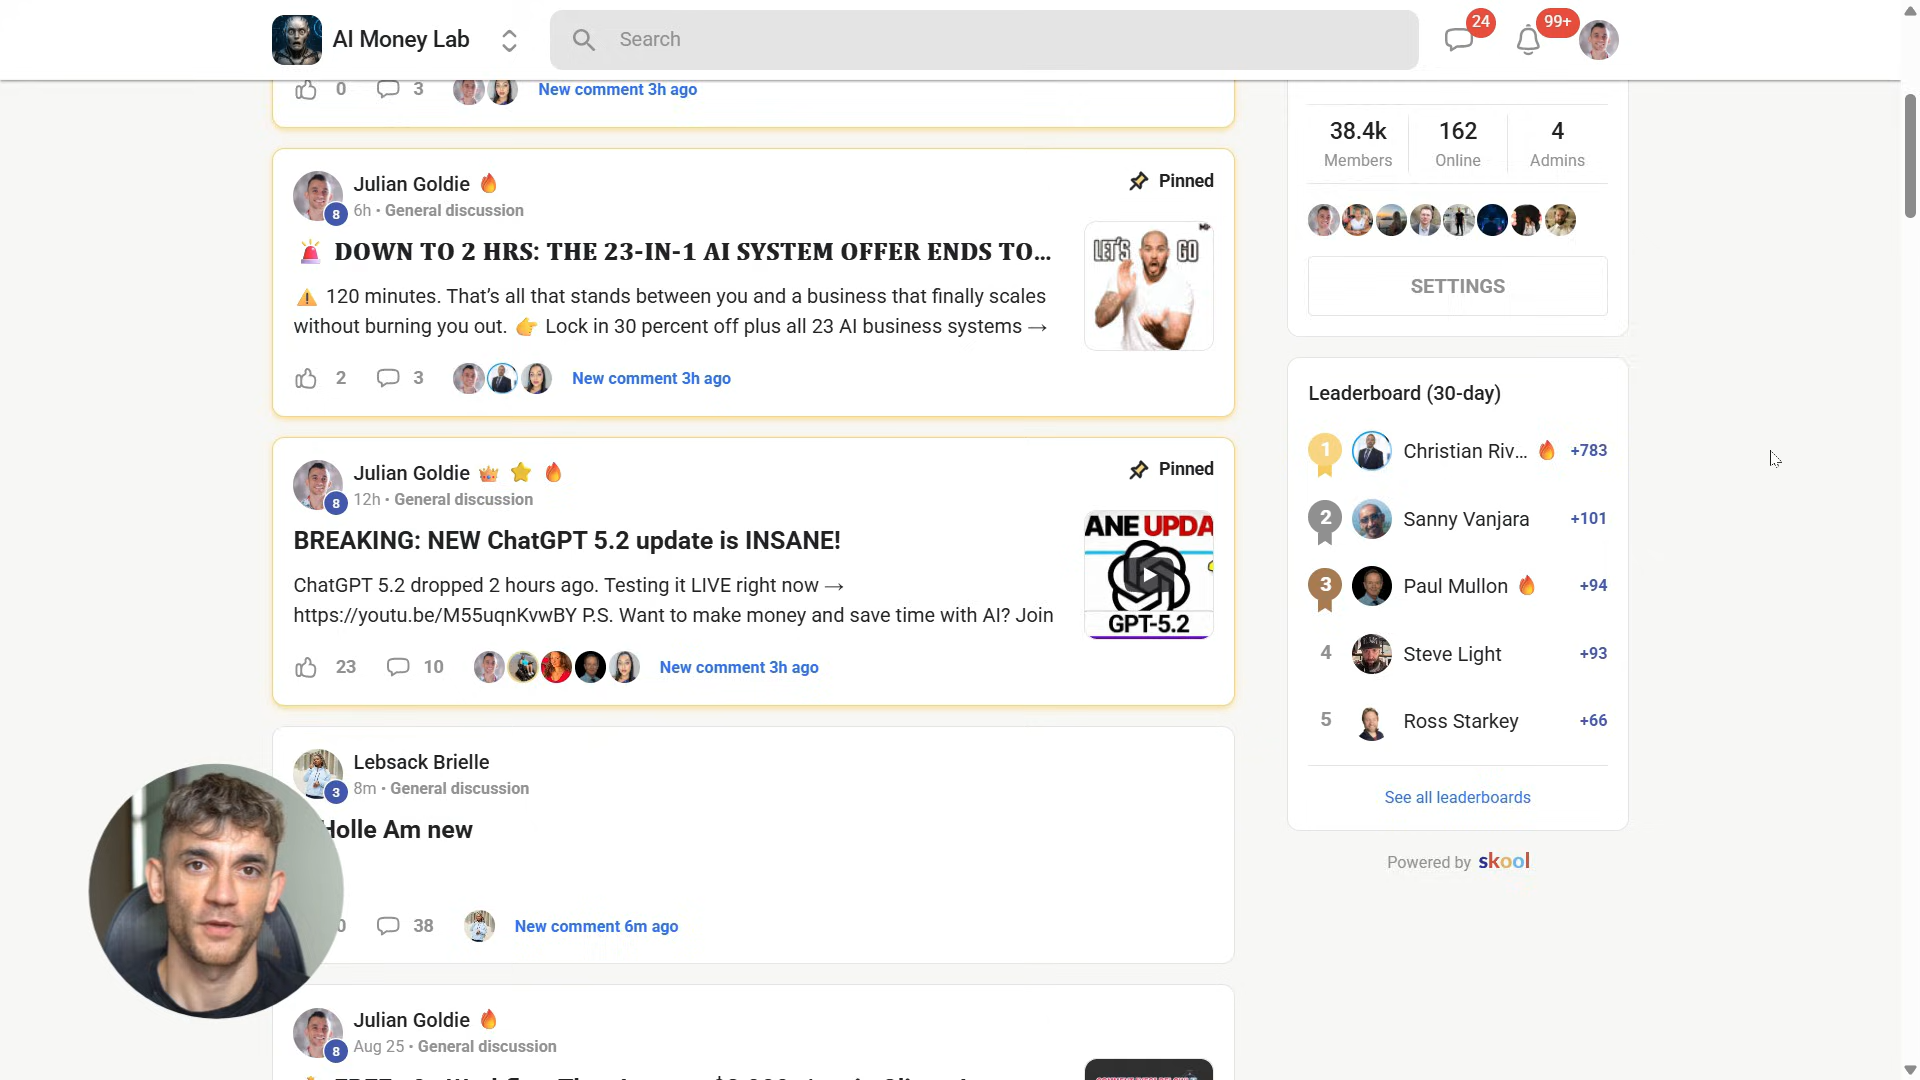 AI Money Lab
Search
24
99+
0
3
New comment 3h ago
38.4k
Members
162
Online
4
Admins
SETTINGS
Julian Goldie
8
6h • General discussion
Pinned
DOWN TO 2 HRS: THE 23-IN-1 AI SYSTEM OFFER ENDS TO...
120 minutes. That’s all that stands between you and a business that finally scales
without burning you out. 👉 Lock in 30 percent off plus all 23 AI business systems →
LET'S GO
2
3
New comment 3h ago
Julian Goldie
8
12h • General discussion
Pinned
BREAKING: NEW ChatGPT 5.2 update is INSANE!
ChatGPT 5.2 dropped 2 hours ago. Testing it LIVE right now →
https://youtu.be/M55uqnKvwBY P.S. Want to make money and save time with AI? Join
ANE UPDA
GPT-5.2
23
10
New comment 3h ago
Leaderboard (30-day)
1
Christian Riv...
+783
2
Sanny Vanjara
+101
3
Paul Mullon
+94
4
Steve Light
+93
5
Ross Starkey
+66
See all leaderboards
Powered by skool
Lebsack Brielle
3
8m • General discussion
Holle Am new
0
38
New comment 6m ago
Julian Goldie
8
Aug 25 • General discussion